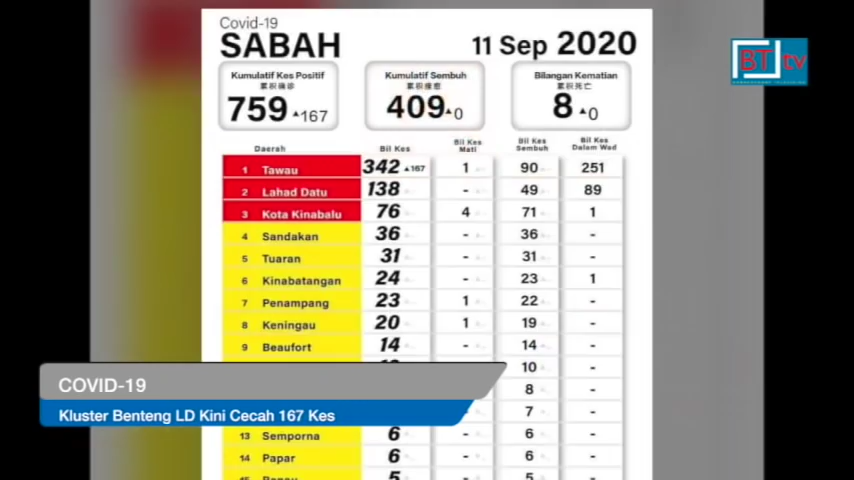 Covid-19
SABAH
11 Sep 2020
BT tv
Kumulatif Kes Positif
累积确诊
759 ▲167
Kumulatif Sembuh
累积痊愈
409 ▲0
Bilangan Kematian
累积死亡
8 ▲0
Daerah Bil Kes Bil Kes Mati Bil Kes Sembuh Bil Kes Dalam Wad
1 Tawau 342 ▲167 1 90 251
2 Lahad Datu 138 - 49 89
3 Kota Kinabalu 76 4 71 1
4 Sandakan 36 - 36 -
5 Tuaran 31 - 31 -
6 Kinabatangan 24 - 23 1
7 Penampang 23 1 22 -
8 Keningau 20 1 19 -
9 Beaufort 14 - 14 -
10 -
8 -
7 -
COVID-19
Kluster Benteng LD Kini Cecah 167 Kes
13 Semporna 6 - 6 -
14 Papar 6 - 6 -
5 - 5 -